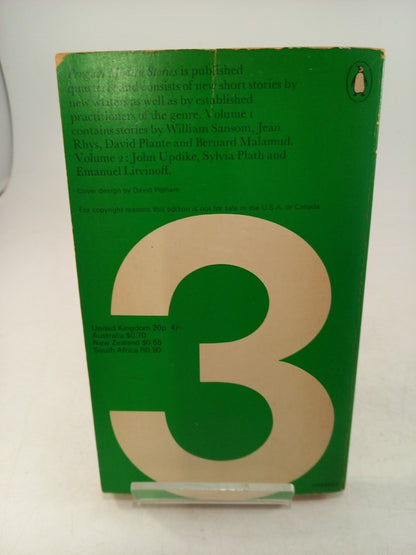 Penguin Modern Stories is published
quarterly and consists of new short stories by
new writers as well as by established
practitioners of the genre. Volume 1
contains stories by William Sansom, Jean
Rhys, David Plante and Bernard Malamud.
Volume 2: John Updike, Sylvia Plath and
Emanuel Litvinoff.
Cover design by David Pelham
For copyright reasons this edition is not for sale in the U.S.A. or Canada
3
United Kingdom 20p 4/-
Australia $0.70
New Zealand $0.65
South Africa R0.90